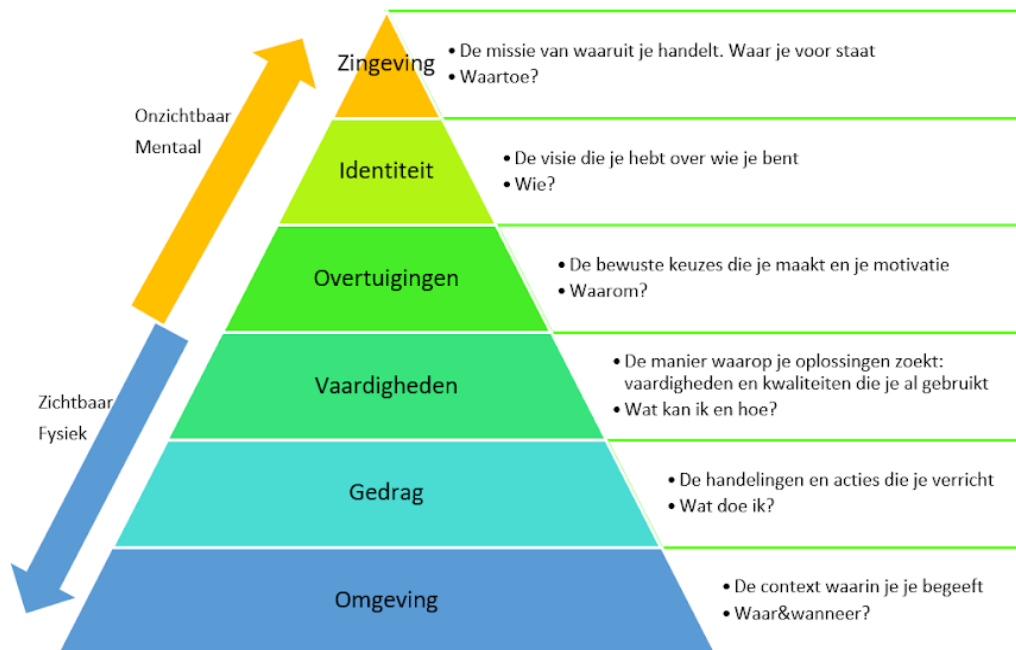 Zingeving
• De missie van waaruit je handelt. Waar je voor staat
• Waartoe?
Onzichtbaar
Mentaal
Identiteit
• De visie die je hebt over wie je bent
• Wie?
Overtuigingen
• De bewuste keuzes die je maakt en je motivatie
• Waarom?
Vaardigheden
• De manier waarop je oplossingen zoekt:
vaardigheden en kwaliteiten die je al gebruikt
• Wat kan ik en hoe?
Zichtbaar
Fysiek
Gedrag
• De handelingen en acties die je verricht
• Wat doe ik?
Omgeving
• De context waarin je je begeeft
• Waar&wanneer?